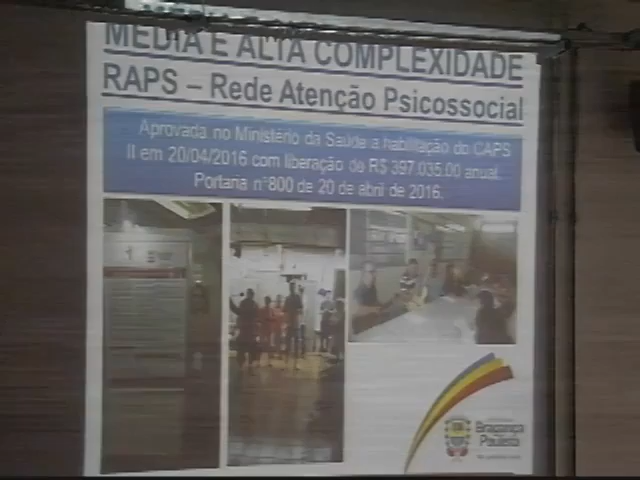 MÉDIA E ALTA COMPLEXIDADE
RAPS – Rede Atenção Psicossocial
Aprovada no Ministério da Saúde a habilitação do CAPS
II em 20/04/2016 com liberação de R$ 397.035,00 anual.
Portaria n°800 de 20 de abril de 2016.
Bragança
Paulista